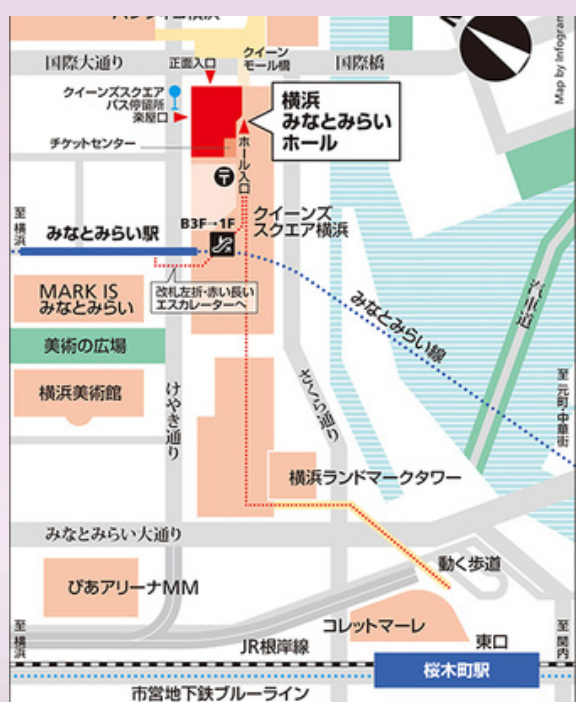 国際大通り
正面入口
クイーン
モール橋
国際橋
Map by Infogram
クイーンズスクエア
バス停留所
楽屋口
横浜
みなとみらい
ホール
チケットセンター
ホール入口
至 横浜
みなとみらい駅
B3F→1F
クイーンズ
スクエア横浜
改札左折・赤い長い
エスカレーターへ
MARK IS
みなとみらい
みなとみらい線
汽車道
美術の広場
横浜美術館
けやき通り
さくら通り
至 元町・中華街
横浜ランドマークタワー
みなとみらい大通り
動く歩道
ぴあアリーナMM
コレットマーレ
至 横浜
JR根岸線
東口
至 関内
桜木町駅
市営地下鉄ブルーライン